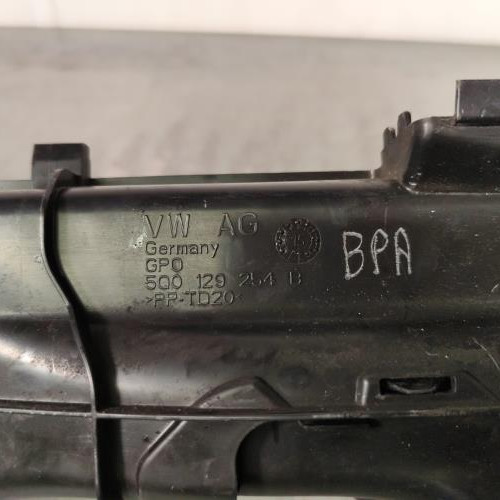 VW AG
Germany
GPO
5Q0 129 254 B
>PP-TD20<
BPA